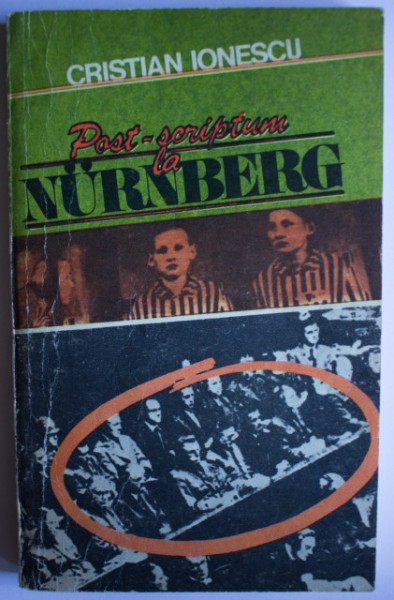 CRISTIAN IONESCU
Post-scriptum
la
NÜRNBERG